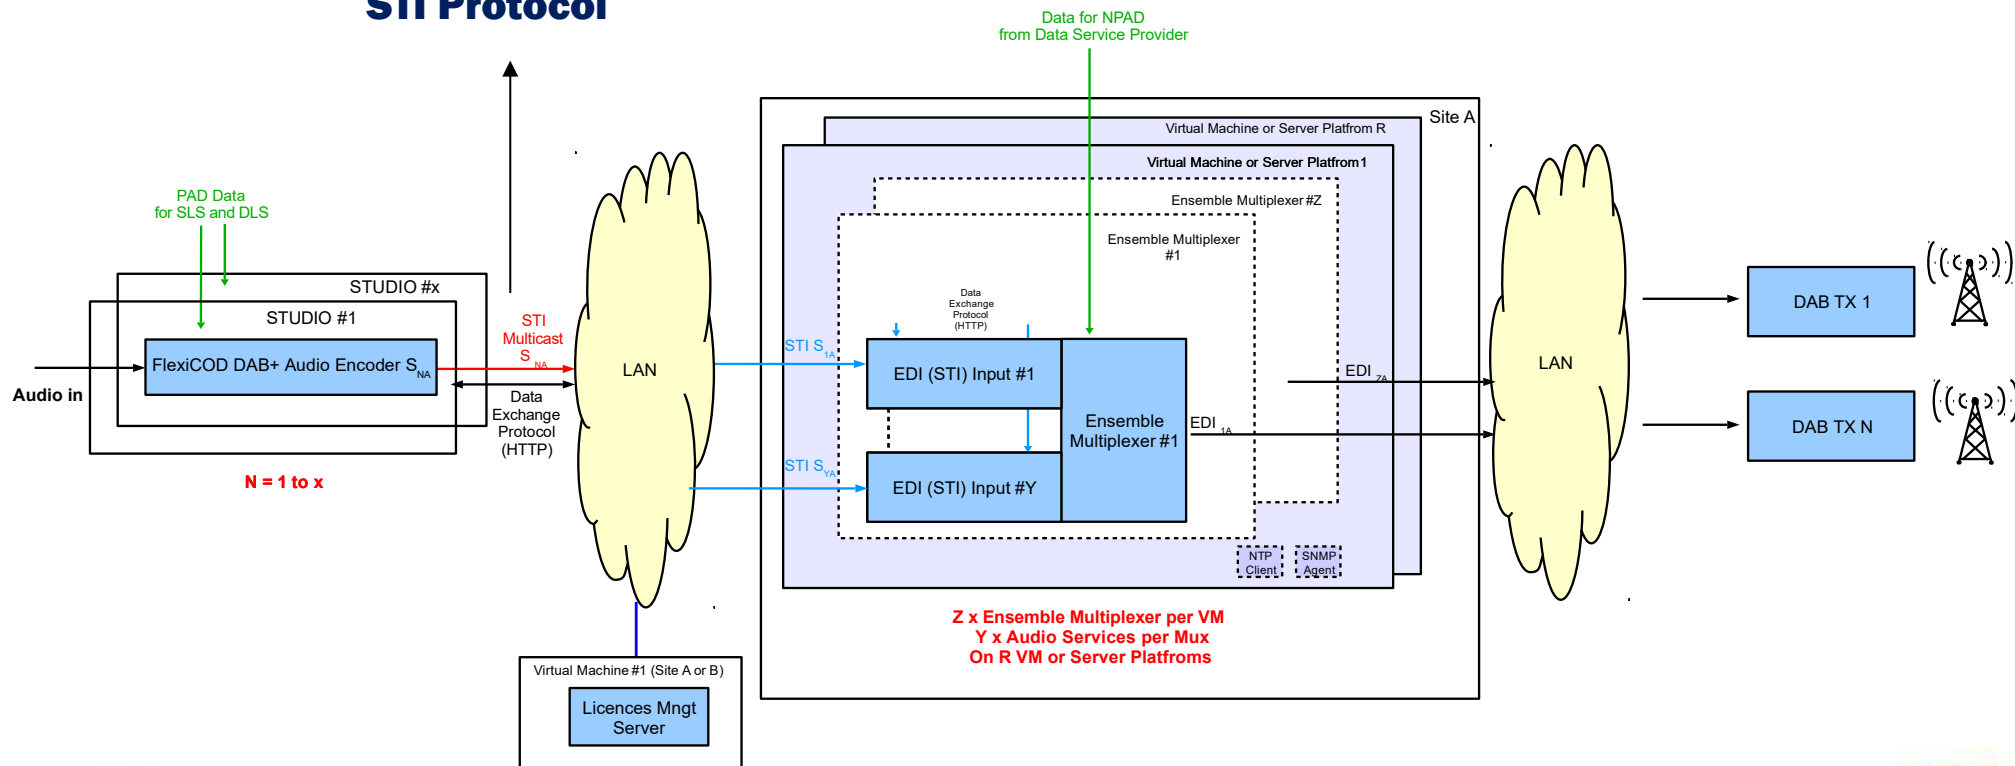 STI Protocol
Data for NPAD
from Data Service Provider
Site A
Virtual Machine or Server Platfrom R
Virtual Machine or Server Platfrom1
Ensemble Multiplexer #Z
Ensemble Multiplexer
#1
PAD Data
for SLS and DLS
STUDIO #x
STUDIO #1
FlexiCOD DAB+ Audio Encoder SNA
Audio in
N = 1 to x
STI
Multicast
S NA
Data
Exchange
Protocol
(HTTP)
LAN
STI S1A
STI SYA
Data
Exchange
Protocol
(HTTP)
EDI (STI) Input #1
EDI (STI) Input #Y
Ensemble
Multiplexer #1
EDI ZA
EDI 1A
NTP
Client
SNMP
Agent
Z x Ensemble Multiplexer per VM
Y x Audio Services per Mux
On R VM or Server Platfroms
Virtual Machine #1 (Site A or B)
Licences Mngt
Server
LAN
DAB TX 1
DAB TX N